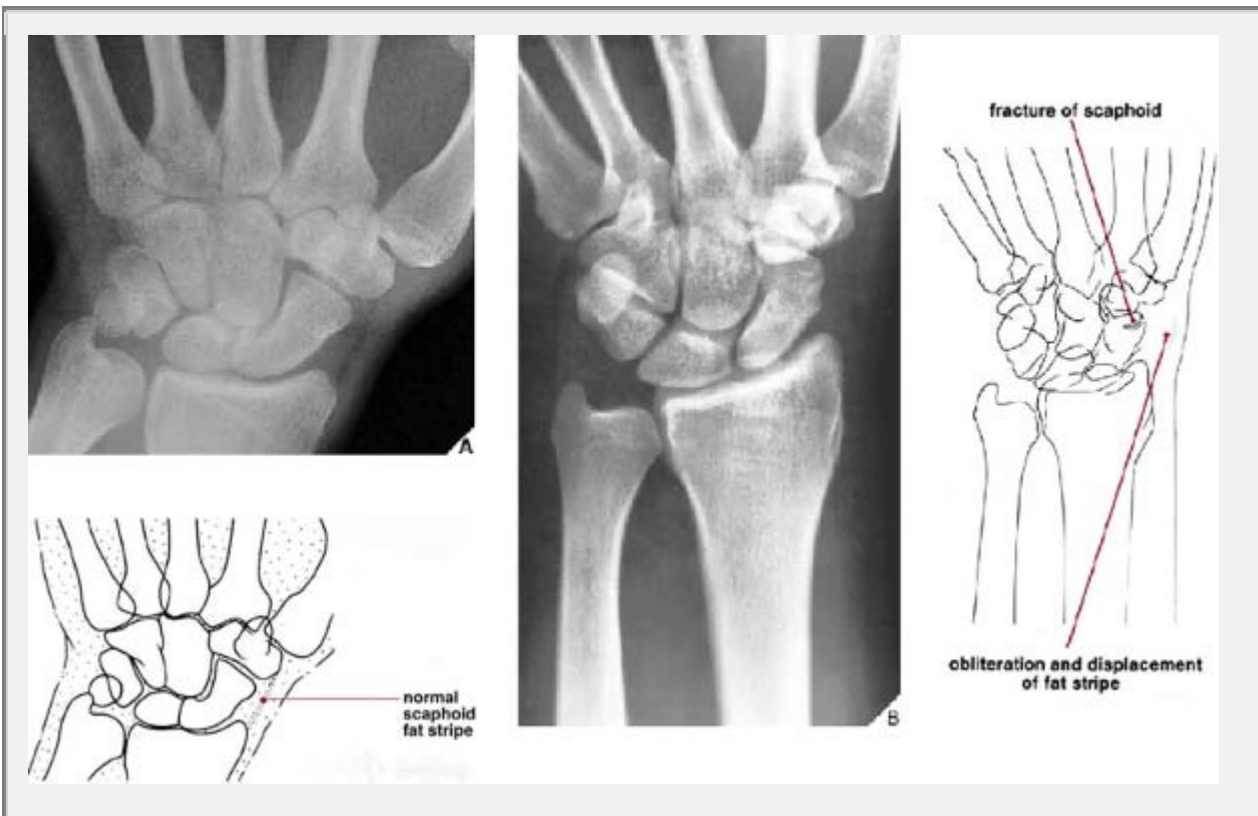 A
normal
scaphoid
fat stripe
B
fracture of scaphoid
obliteration and displacement
of fat stripe